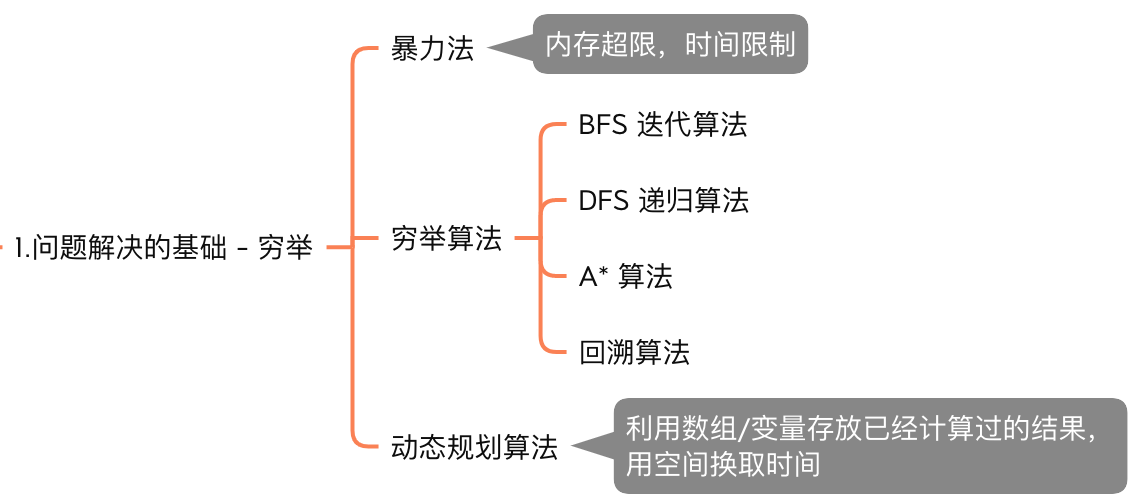 暴力法
内存超限，时间限制
BFS 迭代算法
DFS 递归算法
1.问题解决的基础 - 穷举
穷举算法
A* 算法
回溯算法
动态规划算法
利用数组/变量存放已经计算过的结果，
用空间换取时间